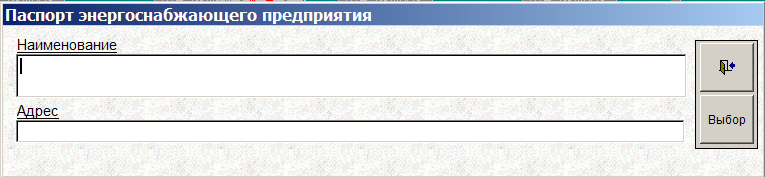 Паспорт энергоснабжающего предприятия
Наименование
Адрес
Выбор